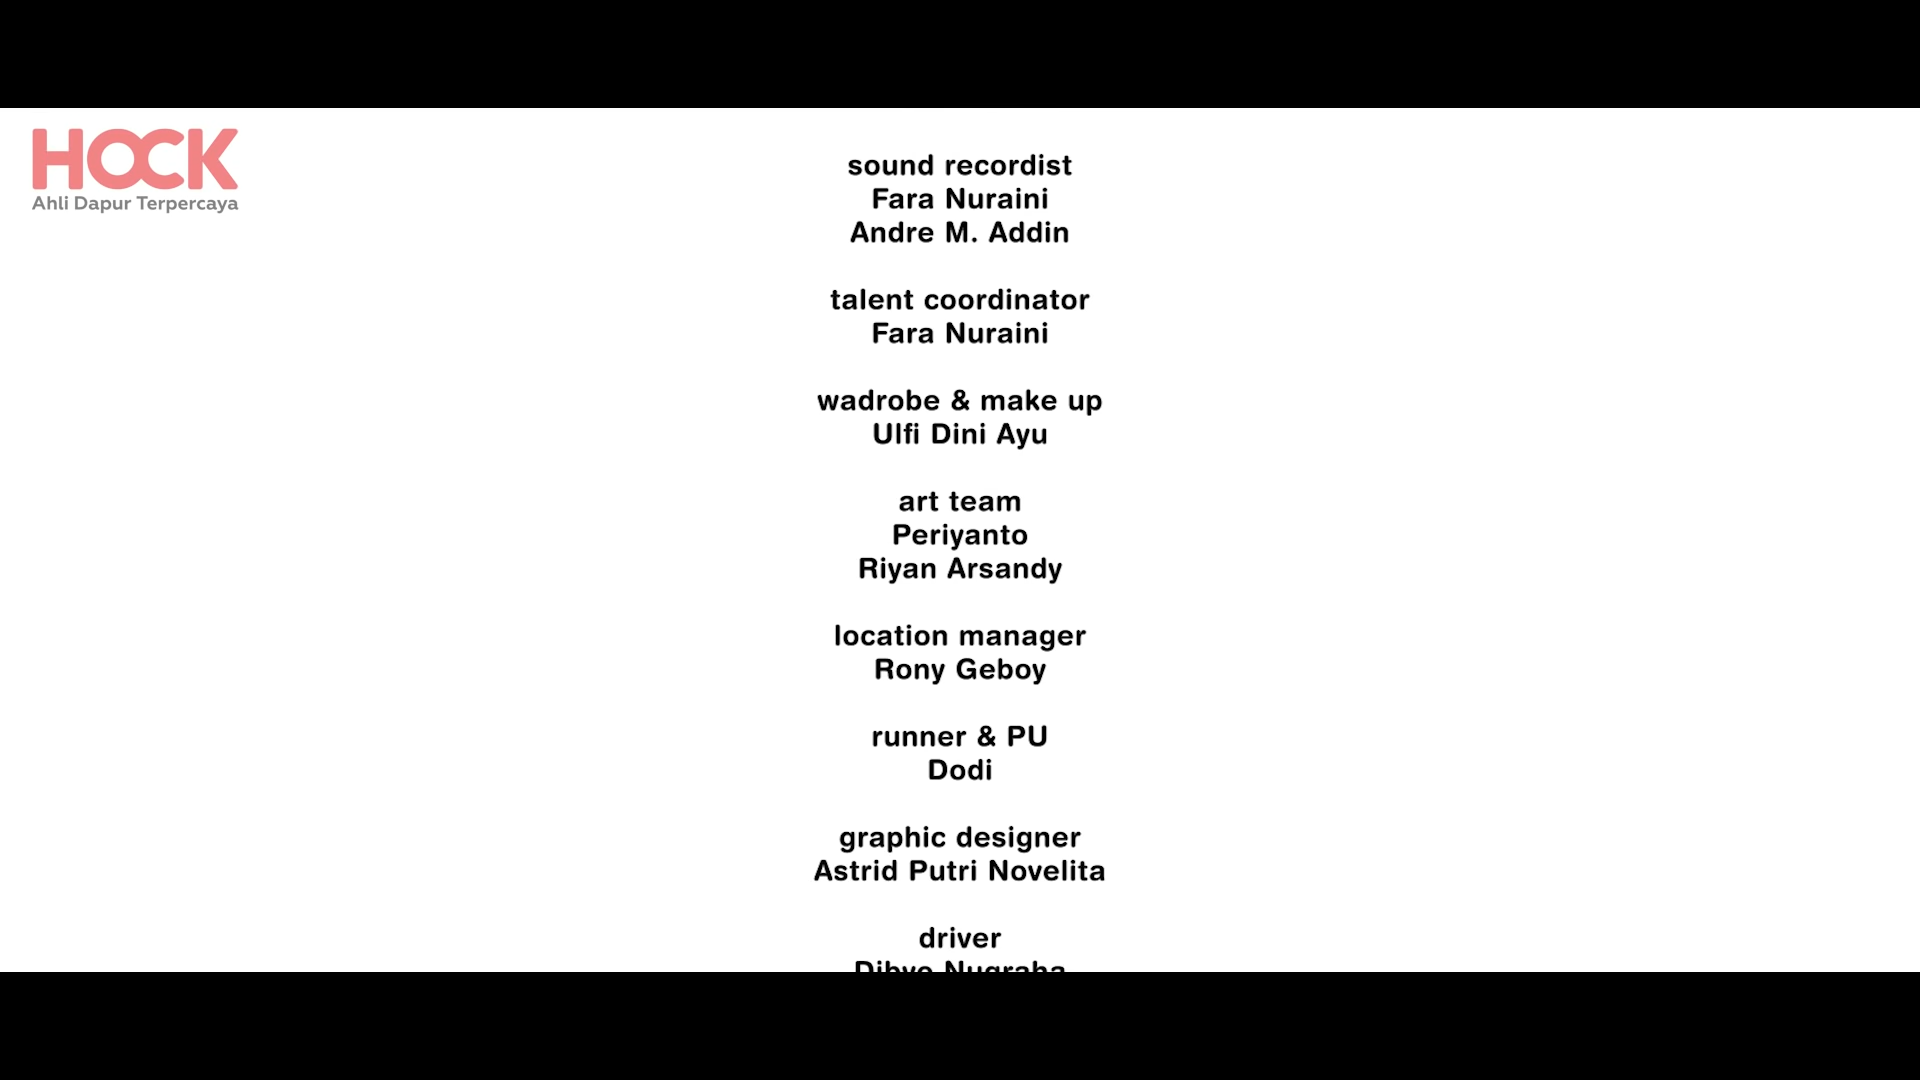 HOCK
Ahli Dapur Terpercaya
sound recordist
Fara Nuraini
Andre M. Addin
talent coordinator
Fara Nuraini
wadrobe & make up
Ulfi Dini Ayu
art team
Periyanto
Riyan Arsandy
location manager
Rony Geboy
runner & PU
Dodi
graphic designer
Astrid Putri Novelita
driver
Dibyo Nugraha